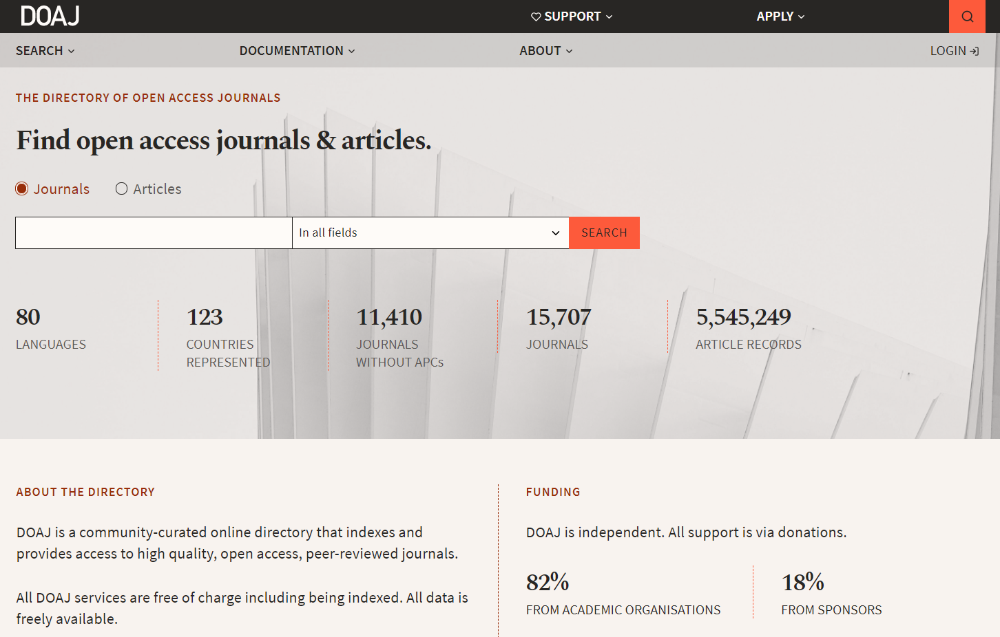 DOAJ
SUPPORT
APPLY
SEARCH
DOCUMENTATION
ABOUT
LOGIN
THE DIRECTORY OF OPEN ACCESS JOURNALS
Find open access journals & articles.
Journals
Articles
In all fields
SEARCH
80
LANGUAGES
123
COUNTRIES
REPRESENTED
11,410
JOURNALS
WITHOUT APCs
15,707
JOURNALS
5,545,249
ARTICLE RECORDS
ABOUT THE DIRECTORY
DOAJ is a community-curated online directory that indexes and
provides access to high quality, open access, peer-reviewed journals.
All DOAJ services are free of charge including being indexed. All data is
freely available.
FUNDING
DOAJ is independent. All support is via donations.
82%
FROM ACADEMIC ORGANISATIONS
18%
FROM SPONSORS